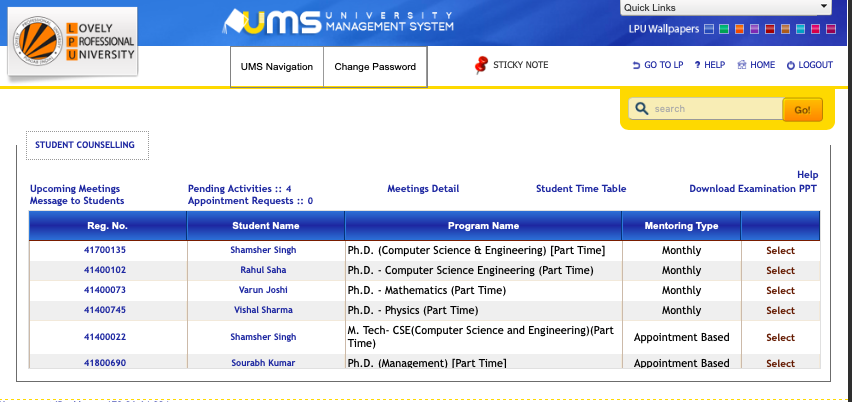 Quick Links
LOVELY
PROFESSIONAL
UNIVERSITY
UMS UNIVERSITY
MANAGEMENT SYSTEM
LPU Wallpapers
UMS Navigation Change Password STICKY NOTE GO TO LP ? HELP HOME LOGOUT
search Go!
STUDENT COUNSELLING
Help
Upcoming Meetings Pending Activities :: 4 Meetings Detail Student Time Table Download Examination PPT
Message to Students Appointment Requests :: 0
Reg. No. Student Name Program Name Mentoring Type
41700135 Shamsher Singh Ph.D. (Computer Science & Engineering) [Part Time] Monthly Select
41400102 Rahul Saha Ph.D. - Computer Science Engineering (Part Time) Monthly Select
41400073 Varun Joshi Ph.D. - Mathematics (Part Time) Monthly Select
41400745 Vishal Sharma Ph.D. - Physics (Part Time) Monthly Select
41400022 Shamsher Singh M. Tech- CSE(Computer Science and Engineering)(Part
Time) Appointment Based Select
41800690 Sourabh Kumar Ph.D. (Management) [Part Time] Appointment Based Select